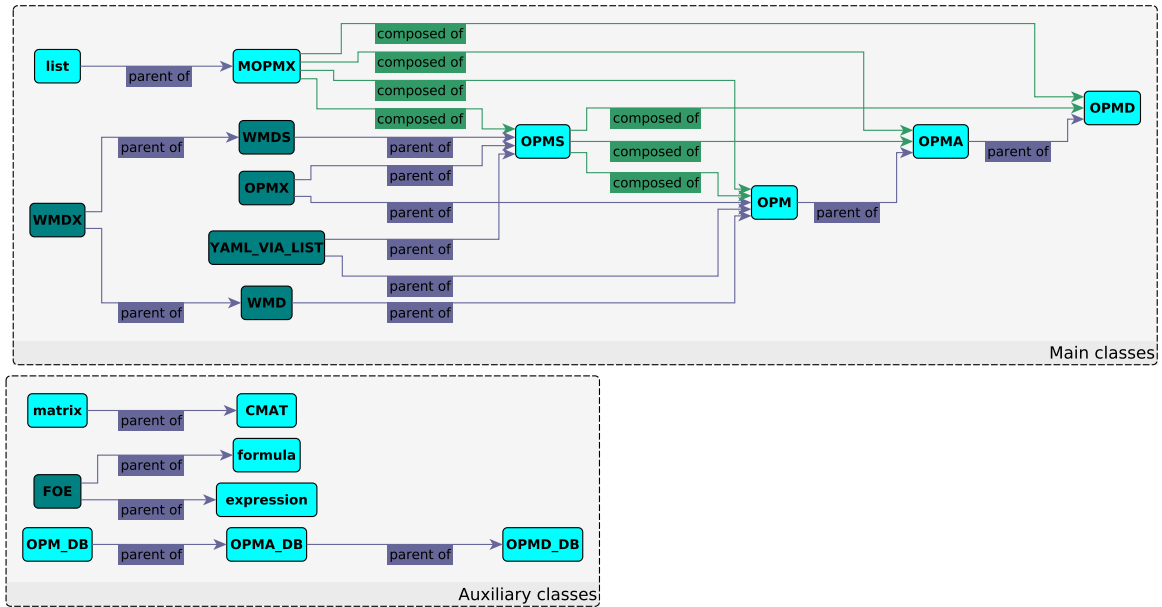 composed of
list
MOPMX
composed of
parent of
composed of
OPMD
composed of
composed of
WMDS
OPMS
OPMA
parent of
parent of
composed of
parent of
parent of
OPMX
composed of
OPM
parent of
parent of
WMDX
YAML_VIA_LIST
parent of
parent of
WMD
parent of
parent of
Main classes
matrix
CMAT
parent of
formula
parent of
FOE
expression
parent of
OPM_DB
OPMA_DB
OPMD_DB
parent of
parent of
Auxiliary classes